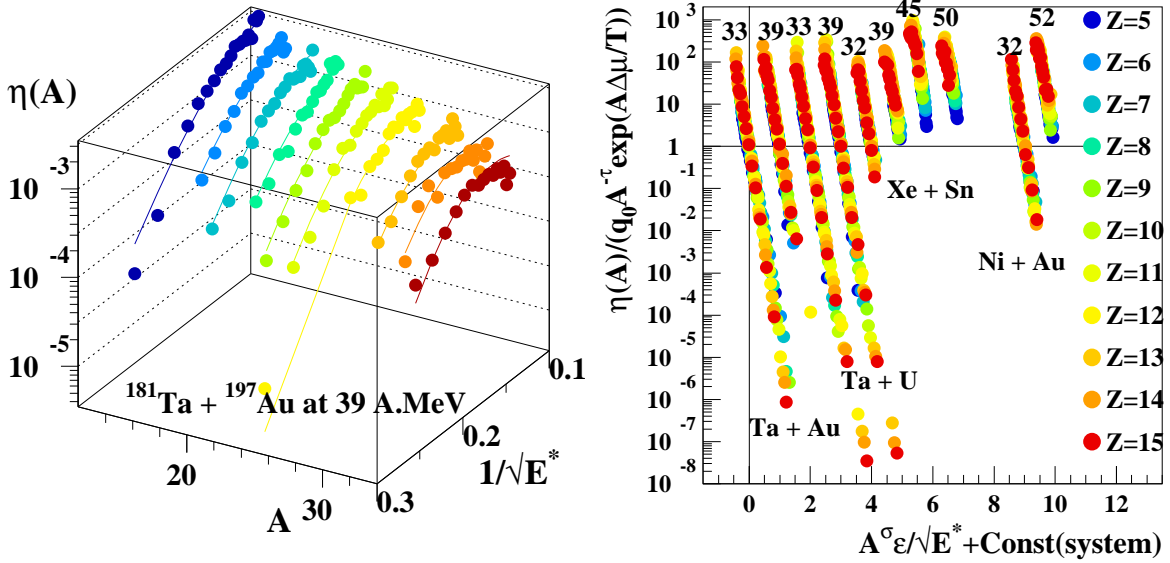 η(A)
10 -3
10 -4
10 -5
181Ta + 197Au at 39 A.MeV
20
30
A
0.1
0.2
0.3
1/√E*
η(A)/(q0A-τexp(AΔμ/T))
10 3
10 2
10
1
10 -1
10 -2
10 -3
10 -4
10 -5
10 -6
10 -7
10 -8
33
39
33
39
32
39
45
50
32
52
Xe + Sn
Ni + Au
Ta + U
Ta + Au
0
2
4
6
8
10
12
Aσε/√E*+Const(system)
Z=5
Z=6
Z=7
Z=8
Z=9
Z=10
Z=11
Z=12
Z=13
Z=14
Z=15